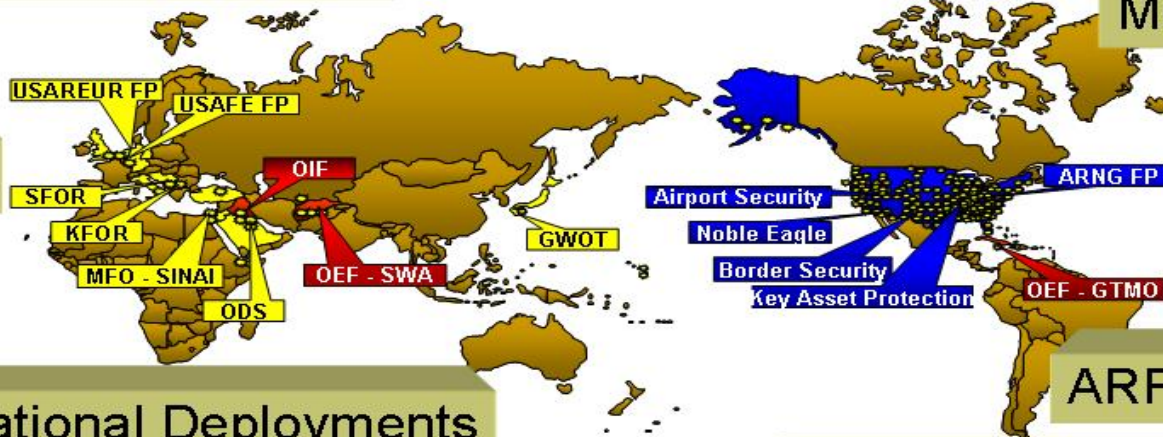 M
USAREUR FP
USAFE FP
OIF
SFOR
KFOR
MFO - SINAI
OEF - SWA
ODS
GWOT
Airport Security
ARNG FP
Noble Eagle
Border Security
Key Asset Protection
OEF - GTMO
ational Deployments
ARF